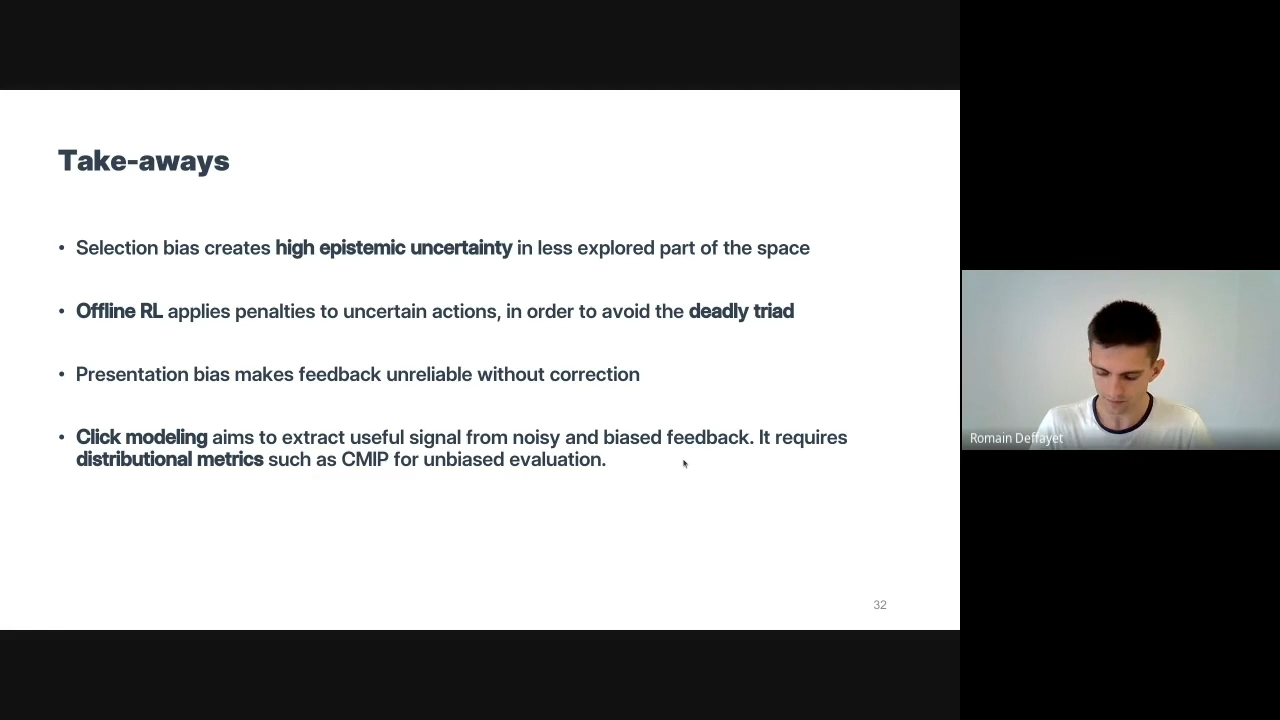 Take-aways
• Selection bias creates high epistemic uncertainty in less explored part of the space
• Offline RL applies penalties to uncertain actions, in order to avoid the deadly triad
• Presentation bias makes feedback unreliable without correction
• Click modeling aims to extract useful signal from noisy and biased feedback. It requires
distributional metrics such as CMIP for unbiased evaluation.
32
Romain Deffayet